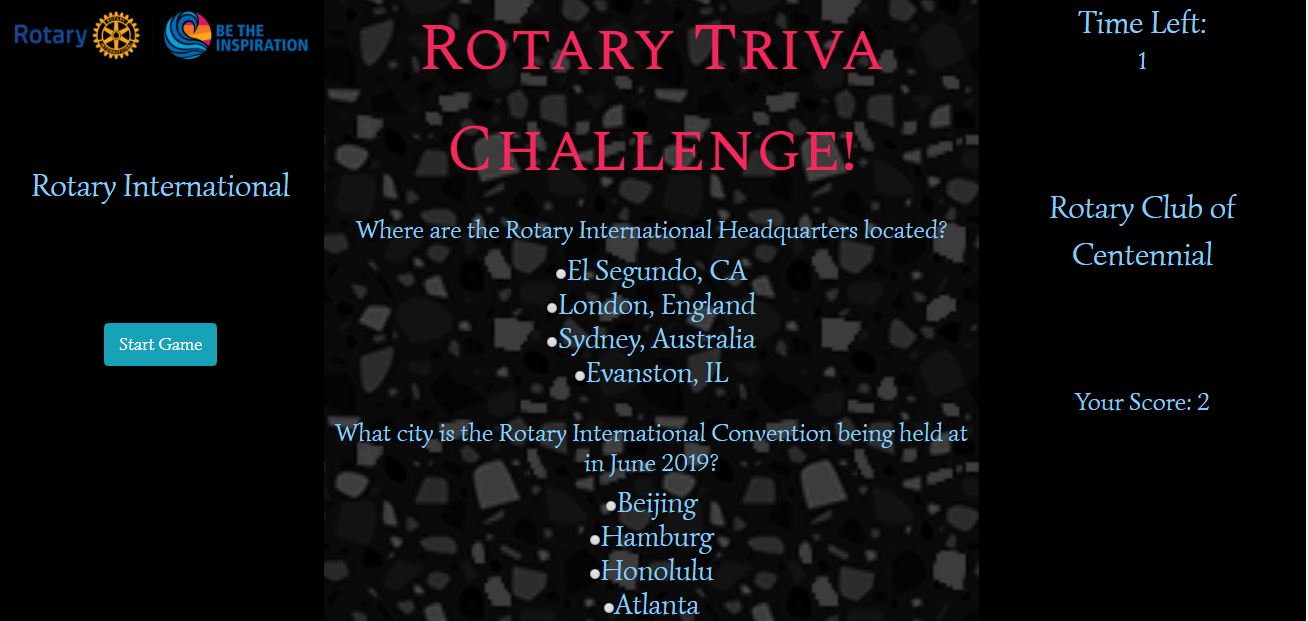 Rotary
BE THE
INSPIRATION
Rotary International
Start Game
Rotary Triva
Challenge!
Where are the Rotary International Headquarters located?
El Segundo, CA
London, England
Sydney, Australia
Evanston, IL
What city is the Rotary International Convention being held at
in June 2019?
Beijing
Hamburg
Honolulu
Atlanta
Time Left:
1
Rotary Club of
Centennial
Your Score: 2